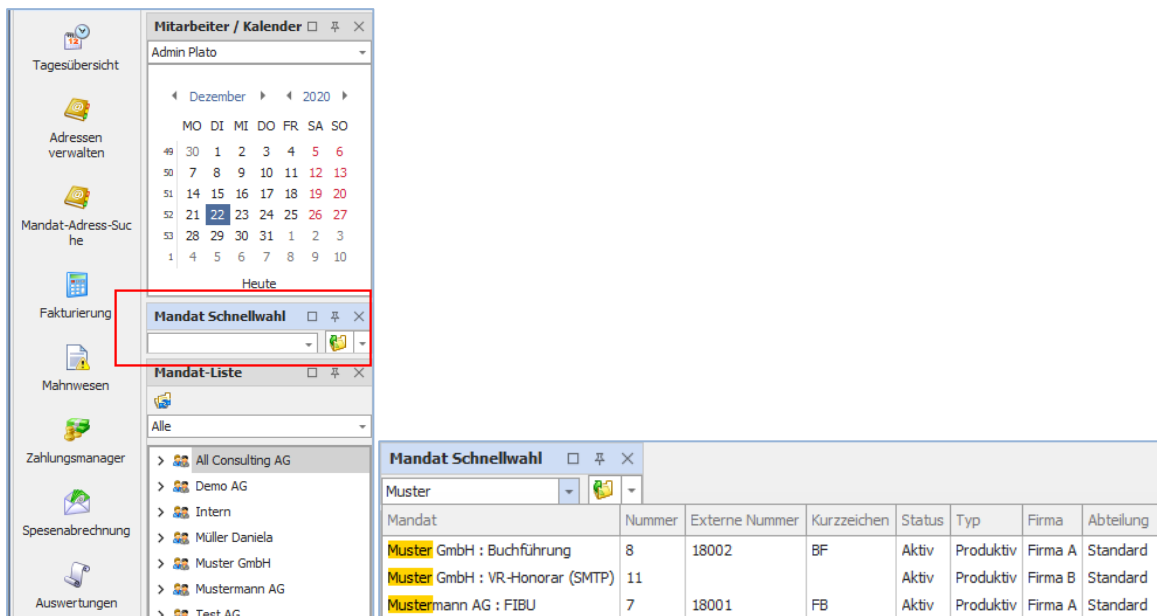 Tagesübersicht
Adressen
verwalten
Mandat-Adress-Suc
he
Fakturierung
Mahnwesen
Zahlungsmanager
Spesenabrechnung
Auswertungen
Mitarbeiter / Kalender
Admin Plato
Dezember 2020
MO DI MI DO FR SA SO
49 30 1 2 3 4 5 6
50 7 8 9 10 11 12 13
51 14 15 16 17 18 19 20
52 21 22 23 24 25 26 27
53 28 29 30 31 1 2 3
1 4 5 6 7 8 9 10
Heute
Mandat Schnellwahl
Mandat-Liste
Alle
All Consulting AG
Demo AG
Intern
Müller Daniela
Muster GmbH
Mustermann AG
Test AG
Mandat Schnellwahl
Muster
Mandat Nummer Externe Nummer Kurzzeichen Status Typ Firma Abteilung
Muster GmbH : Buchführung 8 18002 BF Aktiv Produktiv Firma A Standard
Muster GmbH : VR-Honorar (SMTP) 11 Aktiv Produktiv Firma B Standard
Mustermann AG : FIBU 7 18001 FB Aktiv Produktiv Firma A Standard